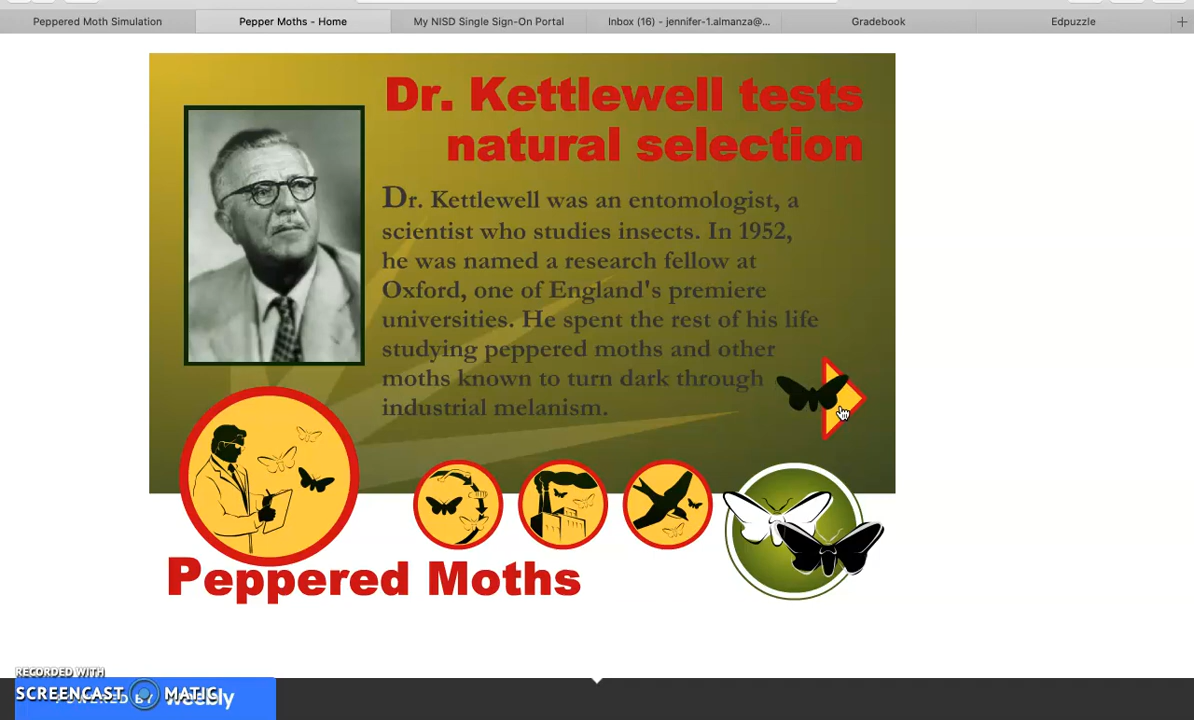 Peppered Moth Simulation
Pepper Moths - Home
My NISD Single Sign-On Portal
Inbox (16) - jennifer-1.almanza@...
Gradebook
Edpuzzle
Dr. Kettlewell tests
natural selection
Dr. Kettlewell was an entomologist, a
scientist who studies insects. In 1952,
he was named a research fellow at
Oxford, one of England's premiere
universities. He spent the rest of his life
studying peppered moths and other
moths known to turn dark through
industrial melanism.
Peppered Moths
RECORDED WITH
SCREENCAST MATIC
POWERED BY weebly